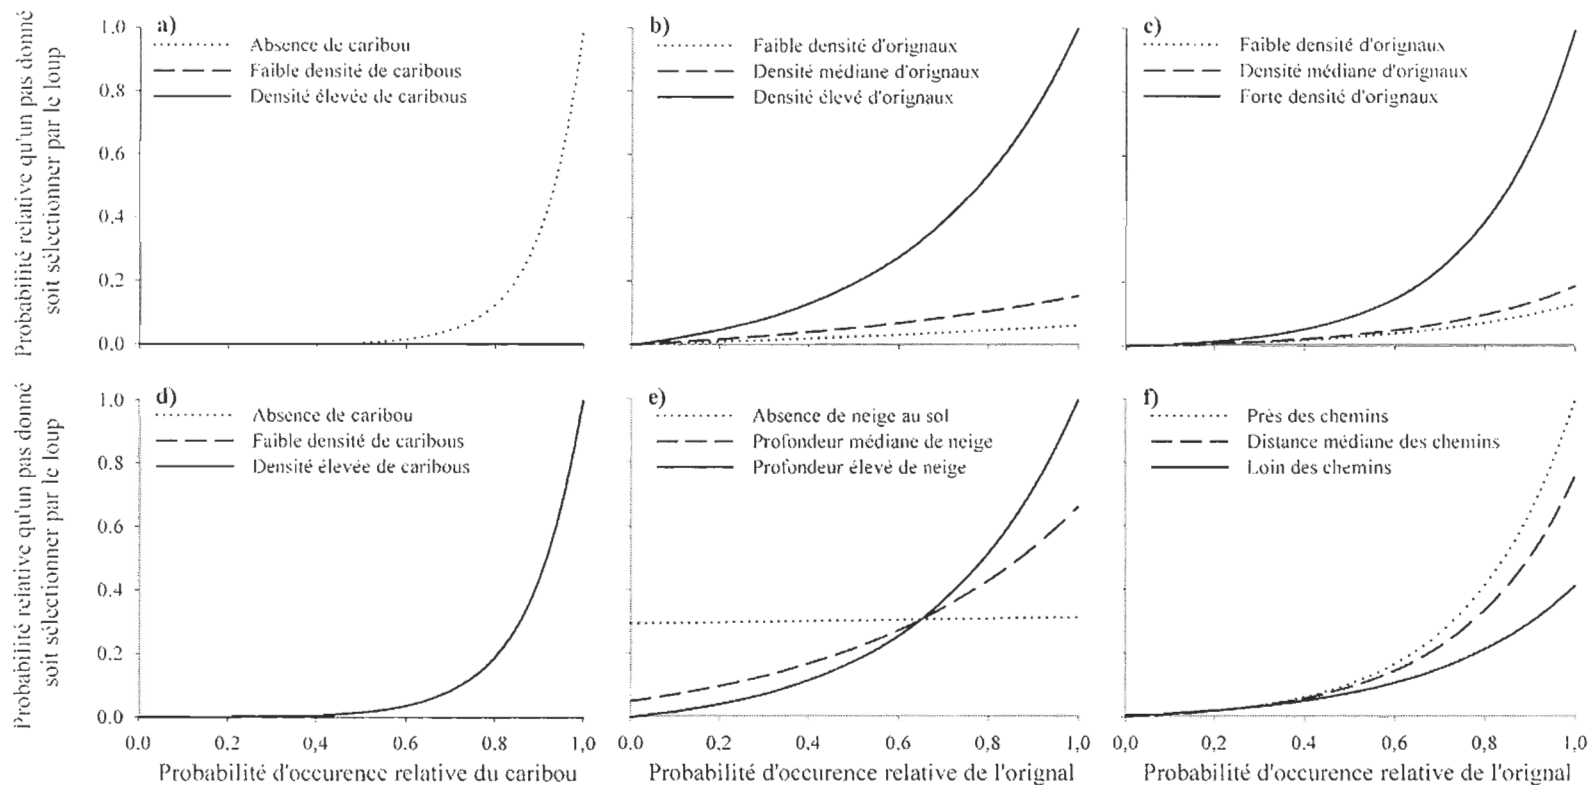 a)
Absence de caribou
Faible densité de caribous
Densité élevée de caribous
b)
Faible densité d'orignaux
Densité médiane d'orignaux
Densité élevé d'orignaux
c)
Faible densité d'orignaux
Densité médiane d'orignaux
Forte densité d'orignaux
Probabilité relative qu'un pas donné
soit sélectionner par le loup
1.0
0.8
0.6
0.4
0.2
0.0
d)
Absence de caribou
Faible densité de caribous
Densité élevée de caribous
e)
Absence de neige au sol
Profondeur médiane de neige
Profondeur élevé de neige
f)
Près des chemins
Distance médiane des chemins
Loin des chemins
Probabilité relative qu'un pas donné
soit sélectionner par le loup
1.0
0.8
0.6
0.4
0.2
0.0
0.0 0,2 0,4 0.6 0.8 1,0
0.0 0.2 0.4 0.6 0.8 1,0
0.0 0,2 0,4 0.6 0.8 1,0
Probabilité d'occurence relative du caribou
Probabilité d'occurence relative de l'orignal
Probabilité d'occurence relative de l'orignal